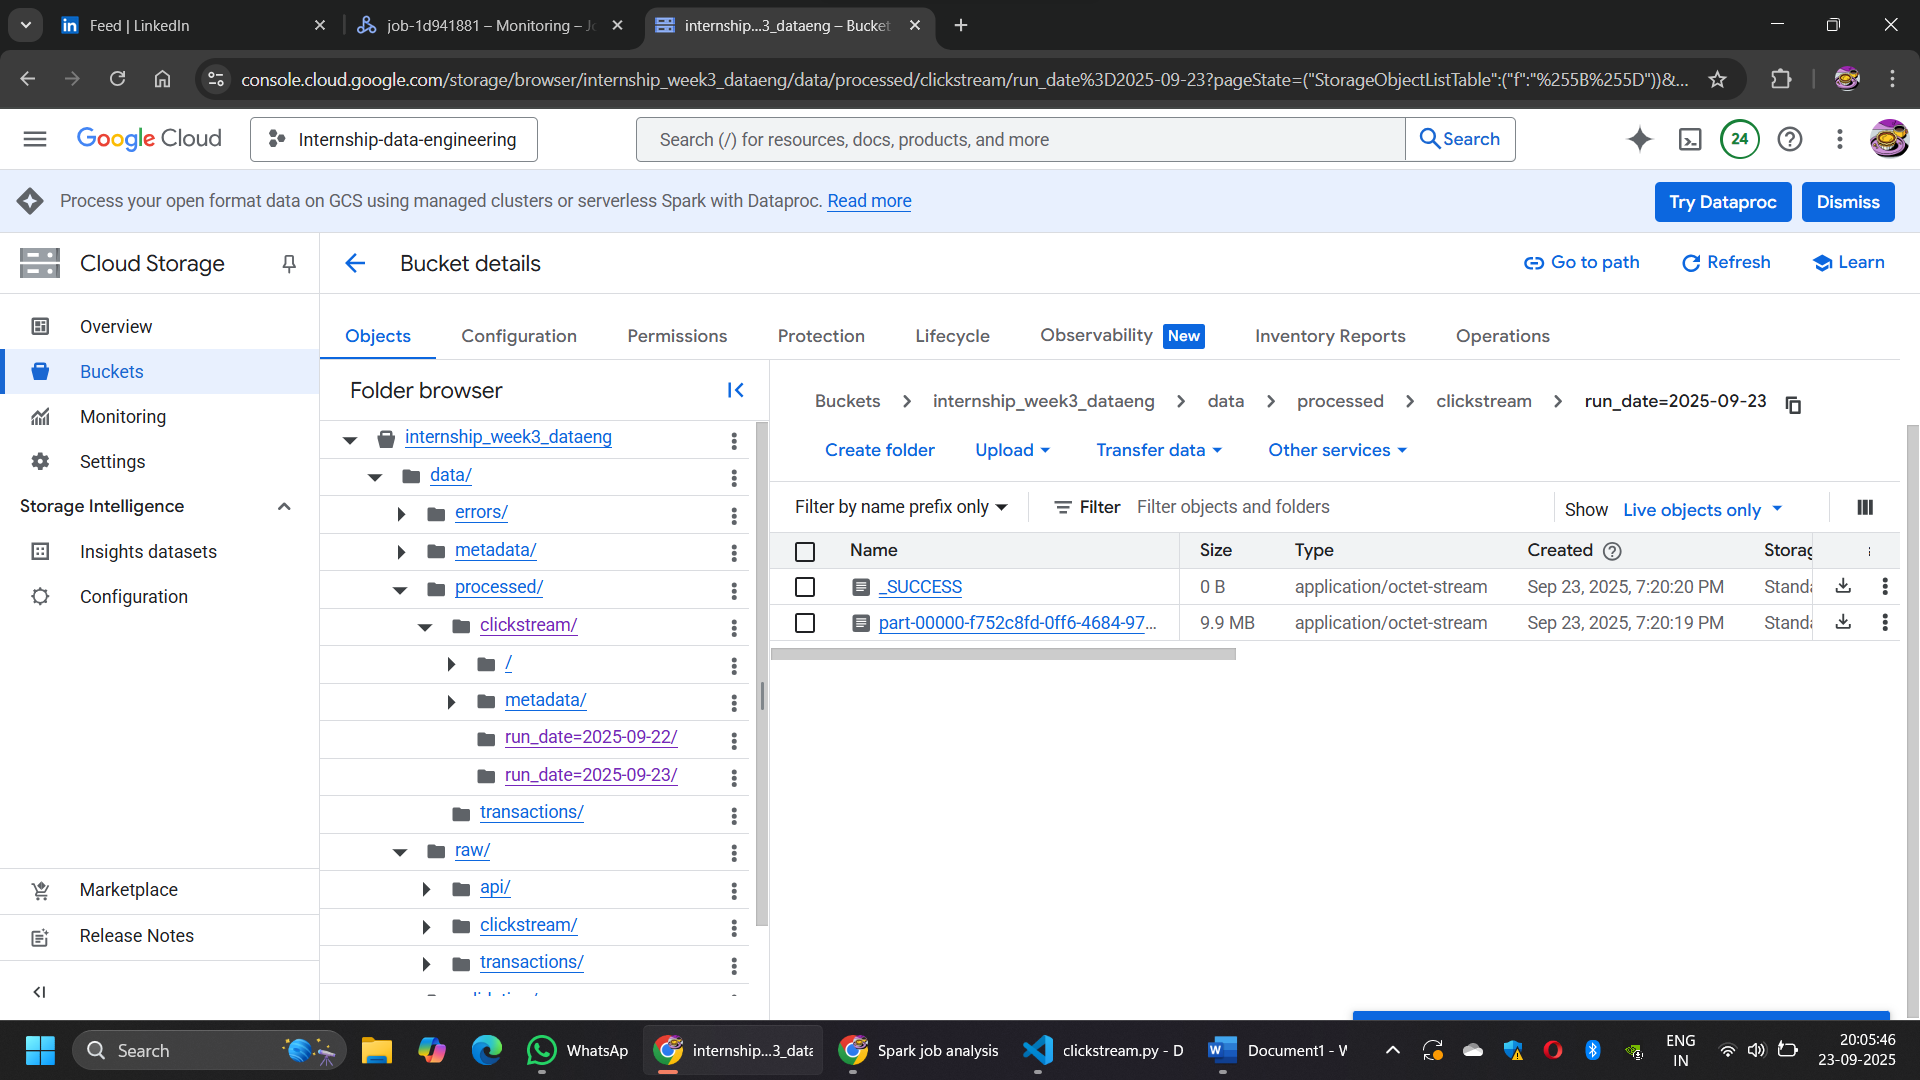 Feed | LinkedIn
job-1d941881 – Monitoring –
internship...3_dataeng – Bucket
console.cloud.google.com/storage/browser/internship_week3_dataeng/data/processed/clickstream/run_date%3D2025-09-23?pageState=("StorageObjectListTable":("f":"%255B%255D"))&...
Google Cloud
Internship-data-engineering
Search (/) for resources, docs, products, and more
Search
24
Process your open format data on GCS using managed clusters or serverless Spark with Dataproc. Read more
Try Dataproc
Dismiss
Cloud Storage
Bucket details
Go to path
Refresh
Learn
Overview
Buckets
Monitoring
Settings
Storage Intelligence
Insights datasets
Configuration
Marketplace
Release Notes
Objects
Configuration
Permissions
Protection
Lifecycle
Observability New
Inventory Reports
Operations
Folder browser
internship_week3_dataeng
data/
errors/
metadata/
processed/
clickstream/
/
metadata/
run_date=2025-09-22/
run_date=2025-09-23/
transactions/
raw/
api/
clickstream/
transactions/
Buckets > internship_week3_dataeng > data > processed > clickstream > run_date=2025-09-23
Create folder
Upload
Transfer data
Other services
Filter by name prefix only
Filter
Filter objects and folders
Show Live objects only
Name Size Type Created Storag
_SUCCESS 0 B application/octet-stream Sep 23, 2025, 7:20:20 PM Standa
part-00000-f752c8fd-0ff6-4684-97... 9.9 MB application/octet-stream Sep 23, 2025, 7:20:19 PM Standa
Search
WhatsApp
internship...3_data
Spark job analysis
clickstream.py - D
Document1 - W
ENG
IN
20:05:46
23-09-2025